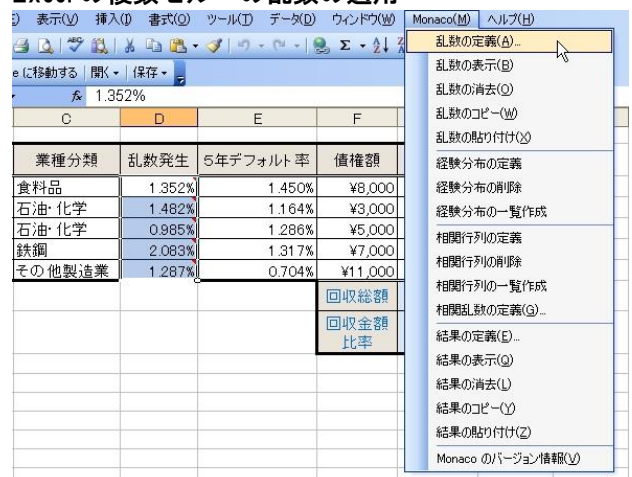 Excelの複数セルへの乱数の適用
表示(V) 挿入(I) 書式(O) ツール(T) データ(D) ウィンドウ(W) Monaco(M) ヘルプ(H)
に移動する 開く 保存
fx 1.352%
C D E F
業種分類 乱数発生 5年デフォルト率 債権額
食料品 1.352% 1.450% ¥8,000
石油・化学 1.482% 1.164% ¥3,000
石油・化学 0.985% 1.286% ¥5,000
鉄鋼 2.083% 1.317% ¥7,000
その他製造業 1.287% 0.704% ¥11,000
回収総額
回収金額
比率
乱数の定義(A)...
乱数の表示(B)
乱数の消去(O)
乱数のコピー(W)
乱数の貼り付け(X)
経験分布の定義
経験分布の削除
経験分布の一覧作成
相関行列の定義
相関行列の削除
相関行列の一覧作成
相関乱数の定義(G)...
結果の定義(E)...
結果の表示(Q)
結果の消去(L)
結果のコピー(Y)
結果の貼り付け(Z)
Monaco のバージョン情報(V)